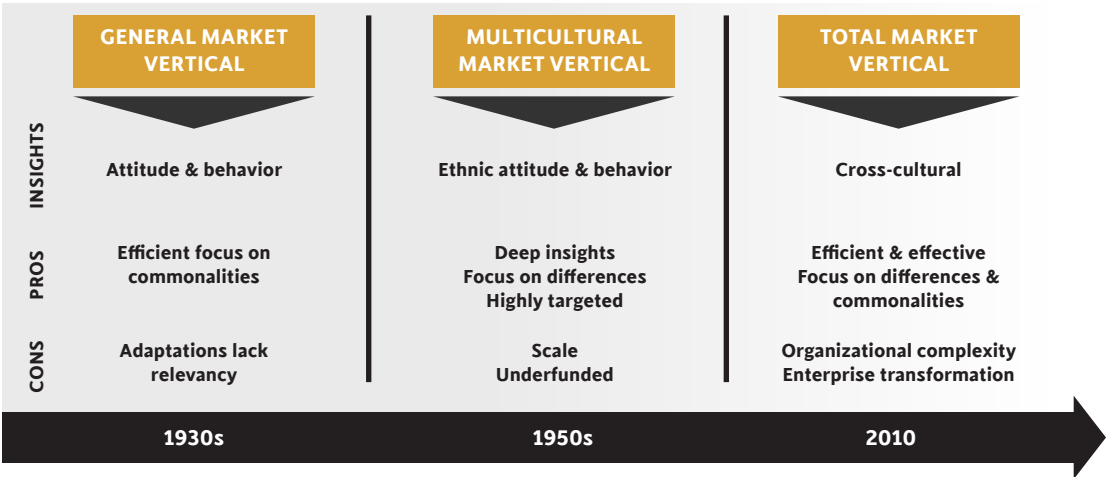 GENERAL MARKET
VERTICAL
MULTICULTURAL
MARKET VERTICAL
TOTAL MARKET
VERTICAL
INSIGHTS
Attitude & behavior
Ethnic attitude & behavior
Cross-cultural
PROS
Efficient focus on
commonalities
Deep insights
Focus on differences
Highly targeted
Efficient & effective
Focus on differences &
commonalities
CONS
Adaptations lack
relevancy
Scale
Underfunded
Organizational complexity
Enterprise transformation
1930s
1950s
2010